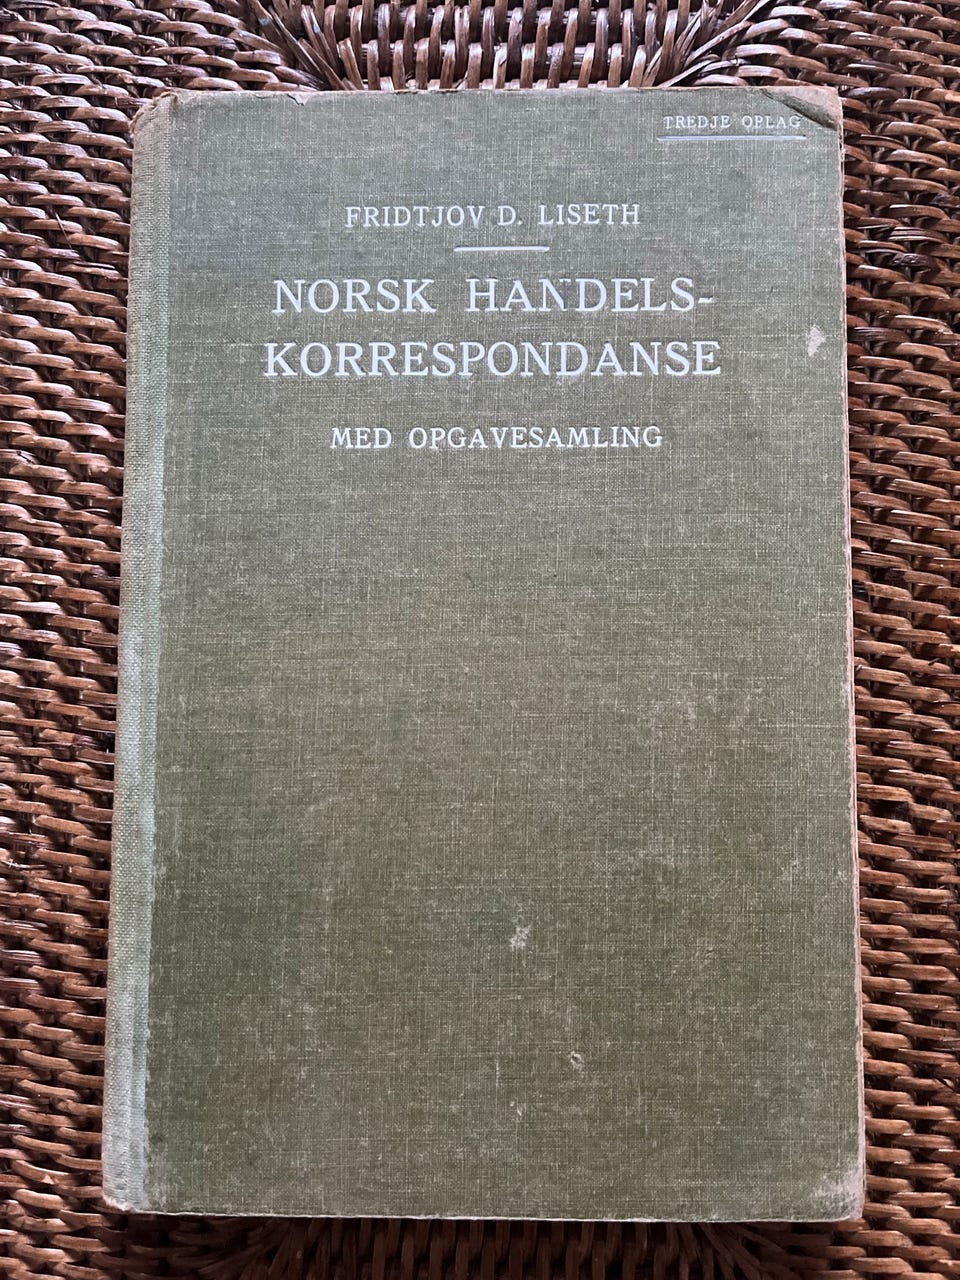 TREDJE OPLAG
FRIDTJOV D. LISETH
NORSK HANDELS-
KORRESPONDANSE
MED OPGAVESAMLING